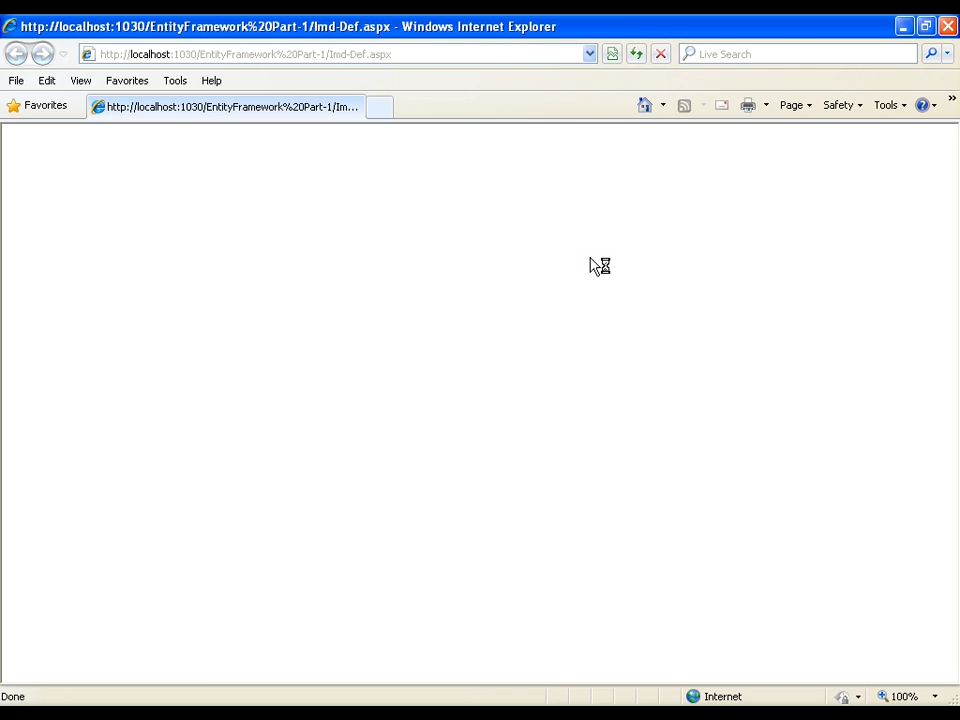 http://localhost:1030/EntityFramework%20Part-1/Imd-Def.aspx - Windows Internet Explorer
http://localhost:1030/EntityFramework%20Part-1/Imd-Def.aspx
Live Search
File Edit View Favorites Tools Help
Favorites
http://localhost:1030/EntityFramework%20Part-1/Im...
Page Safety Tools »
Done
Internet
100%